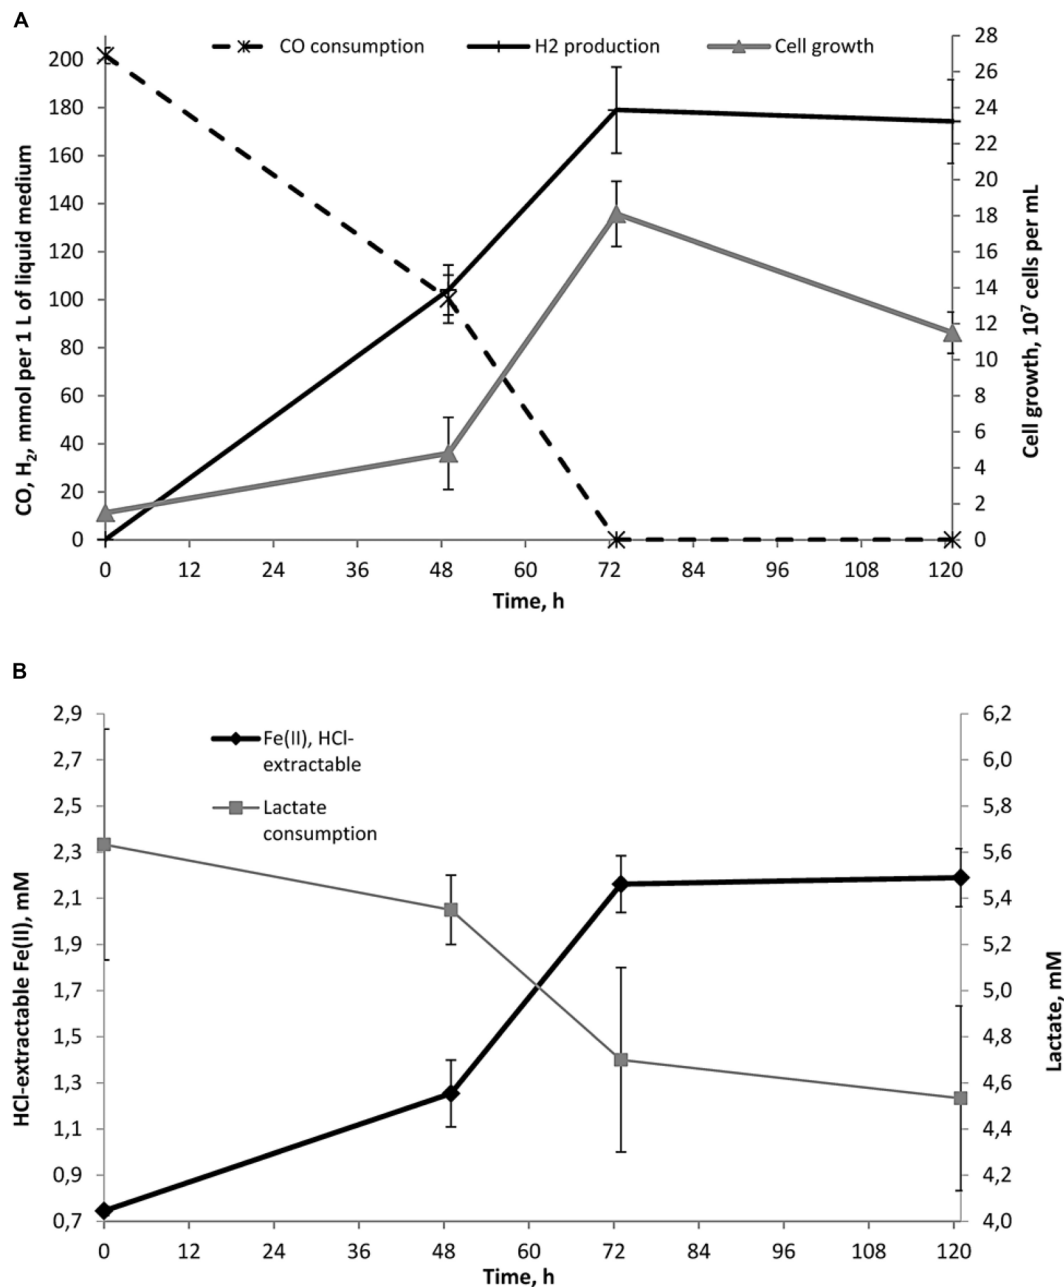 A
CO consumption
H2 production
Cell growth
CO, H2, mmol per 1 L of liquid medium
200
180
160
140
120
100
80
60
40
20
0
28
26
24
22
20
18
16
14
12
10
8
6
4
2
0
Cell growth, 10⁷ cells per mL
0 12 24 36 48 60 72 84 96 108 120
Time, h
B
Fe(II), HCl-
extractable
Lactate
consumption
HCl-extractable Fe(II), mM
2,9
2,7
2,5
2,3
2,1
1,9
1,7
1,5
1,3
1,1
0,9
0,7
6,2
6,0
5,8
5,6
5,4
5,2
5,0
4,8
4,6
4,4
4,2
4,0
Lactate, mM
0 12 24 36 48 60 72 84 96 108 120
Time, h